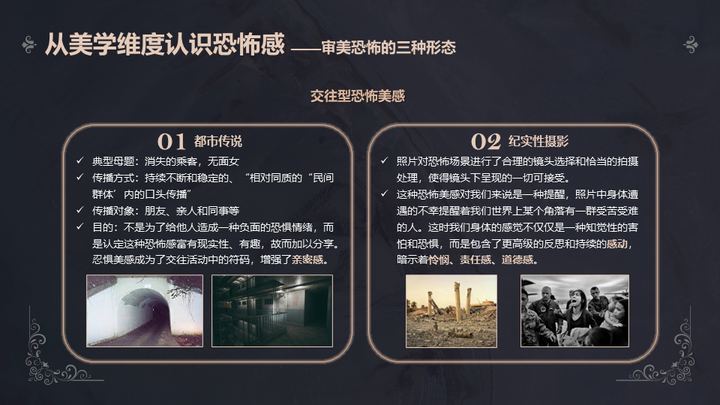 从美学维度认识恐怖感 ——审美恐怖的三种形态
交往型恐怖美感
01 都市传说
✓ 典型母题：消失的乘客，无面女
✓ 传播方式：持续不断和稳定的、“相对同质的“民间
群体’内的口头传播”
✓ 传播对象：朋友、亲人和同事等
✓ 目的：不是为了给他人造成一种负面的恐惧情绪，而
是认定这种恐怖感富有现实性、有趣，故而加以分享。
忍惧美感成为了交往活动中的符码，增强了亲密感。
02 纪实性摄影
✓ 照片对恐怖场景进行了合理的镜头选择和恰当的拍摄
处理，使得镜头下呈现的一切可接受。
✓ 这种恐怖美感对我们来说是一种提醒，照片中身体遭
遇的不幸提醒着我们世界上某个角落有一群受苦受难
的人。这时我们身体的感觉不仅仅是一种知觉性的害
怕和恐惧，而是包含了更高级的反思和持续的感动，
暗示着怜悯、责任感、道德感。